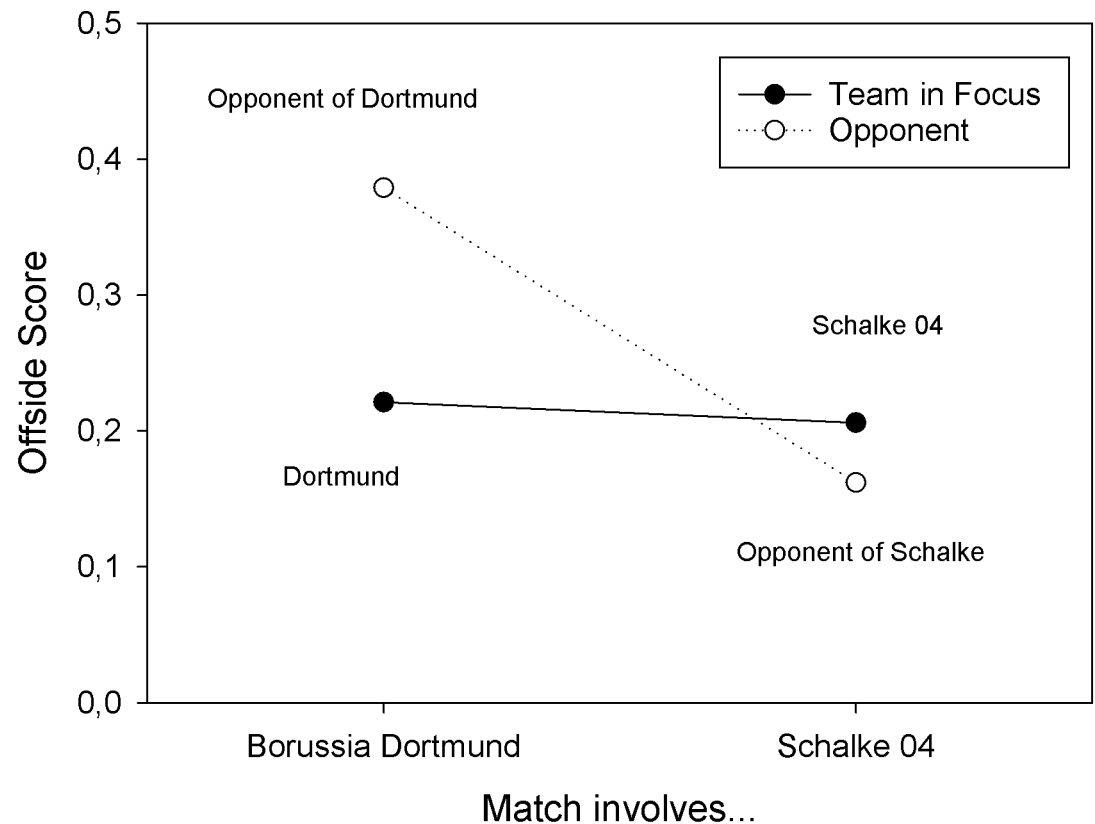 0,5
0,4
0,3
0,2
0,1
0,0
Offside Score
Opponent of Dortmund
Team in Focus
Opponent
Schalke 04
Dortmund
Opponent of Schalke
Borussia Dortmund
Schalke 04
Match involves...